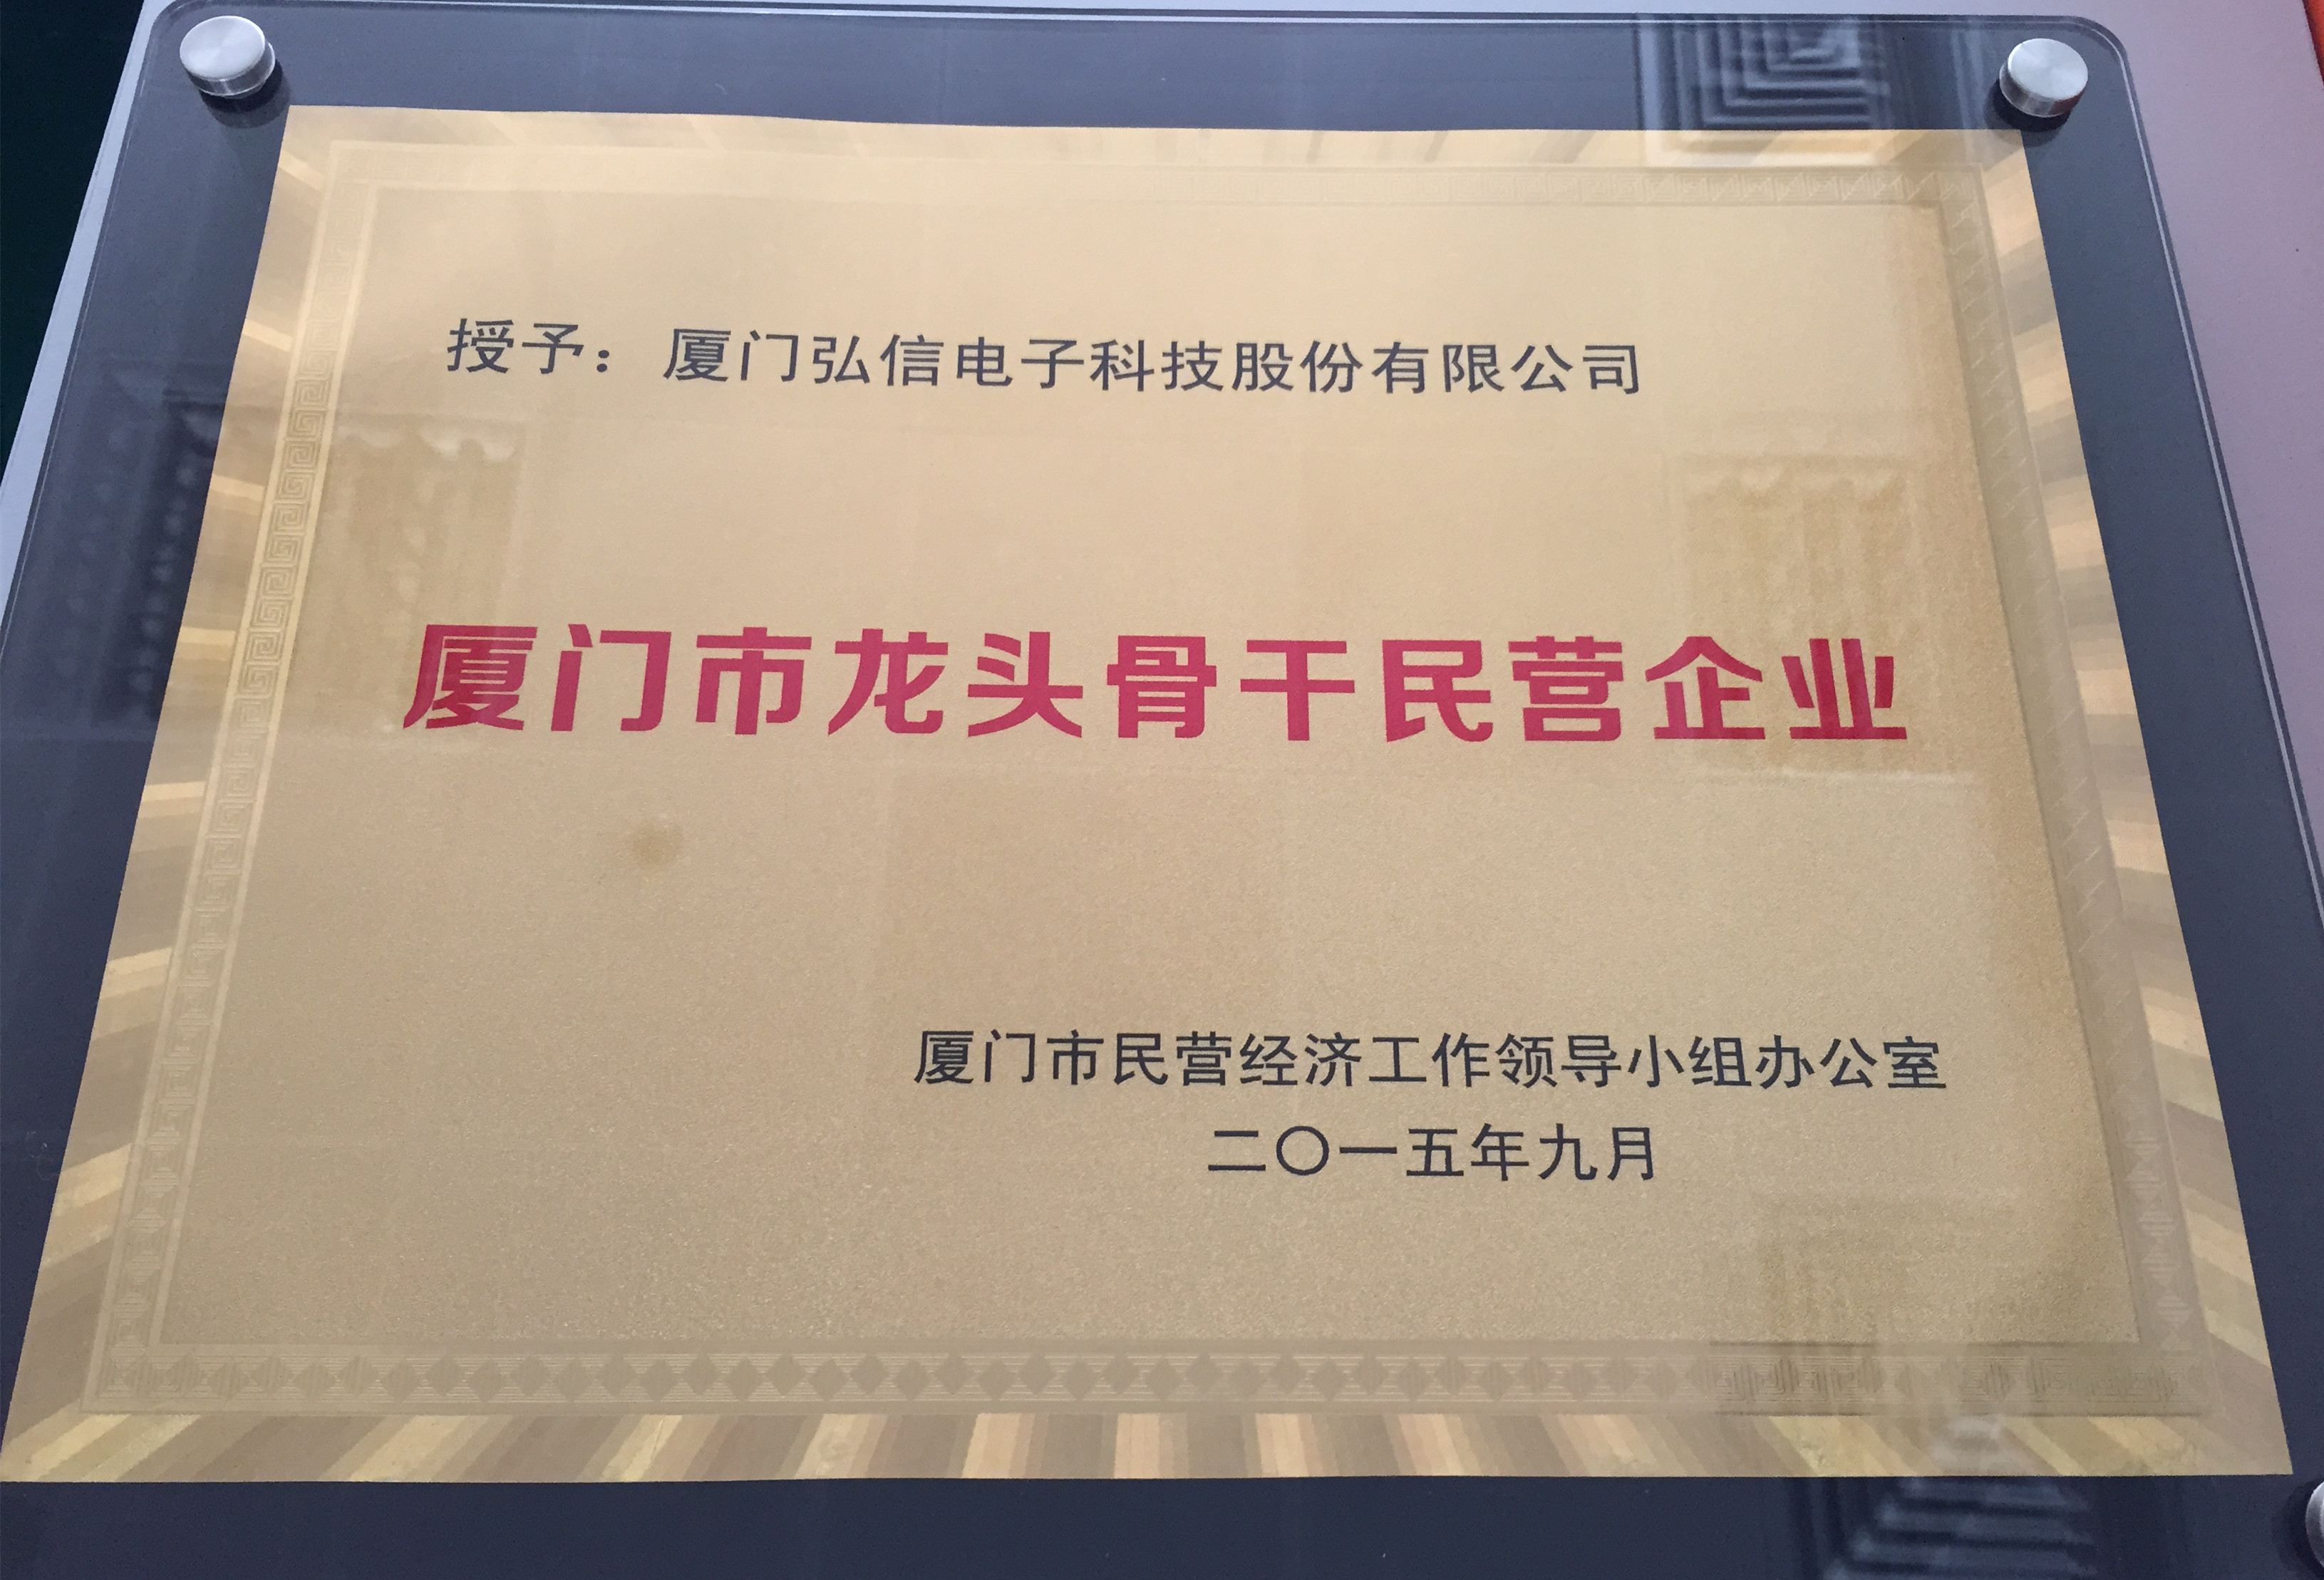 授予：厦门弘信电子科技股份有限公司
厦门市龙头骨干民营企业
厦门市民营经济工作领导小组办公室
二〇一五年九月